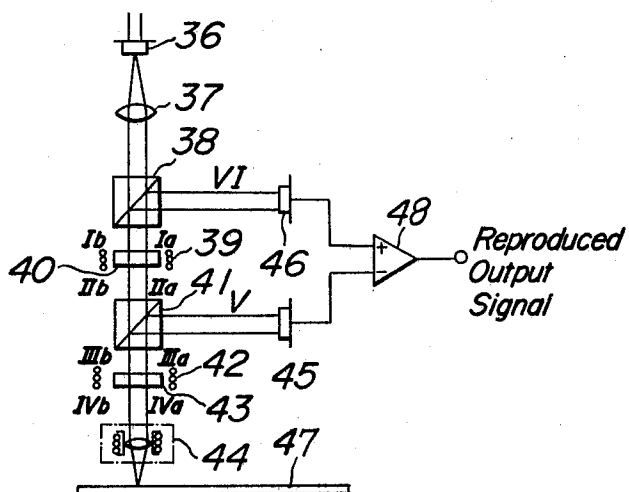 36
37
38
VI
Ib Ia 39
40
46
48
Reproduced
Output
Signal
IIb IIa 41
V
IIIb IIIa 42
45
IVb IVa 43
44
47
+
−